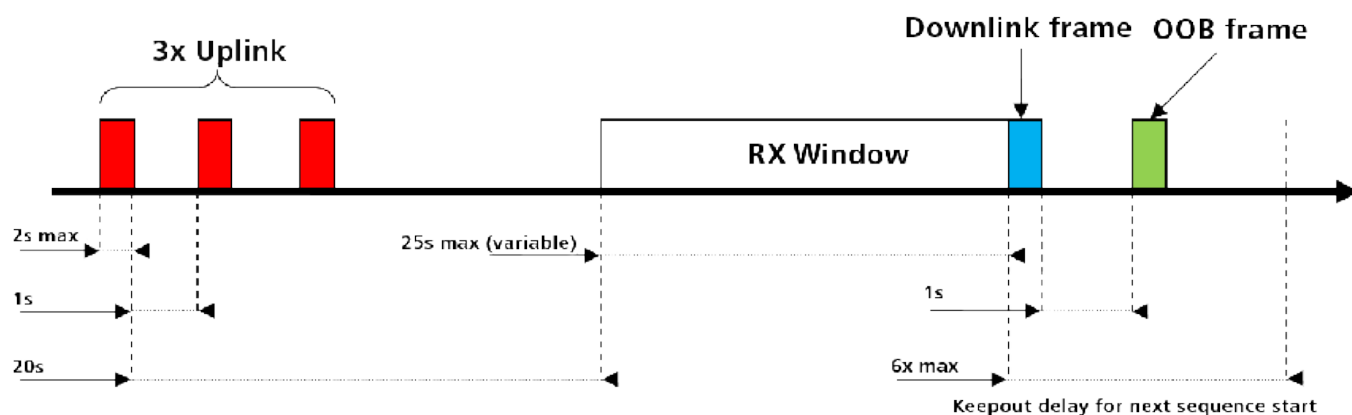 Downlink frame
OOB frame
3x Uplink
RX Window
2s max
25s max (variable)
1s
1s
20s
6x max
Keepout delay for next sequence start